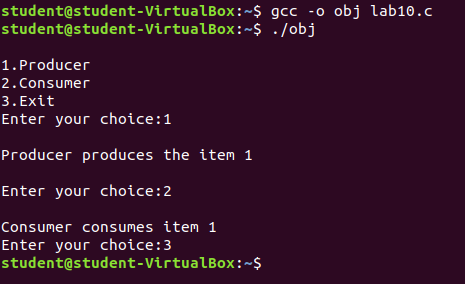 student@student-VirtualBox:~$ gcc -o obj lab10.c
student@student-VirtualBox:~$ ./obj
1.Producer
2.Consumer
3.Exit
Enter your choice:1
Producer produces the item 1
Enter your choice:2
Consumer consumes item 1
Enter your choice:3
student@student-VirtualBox:~$